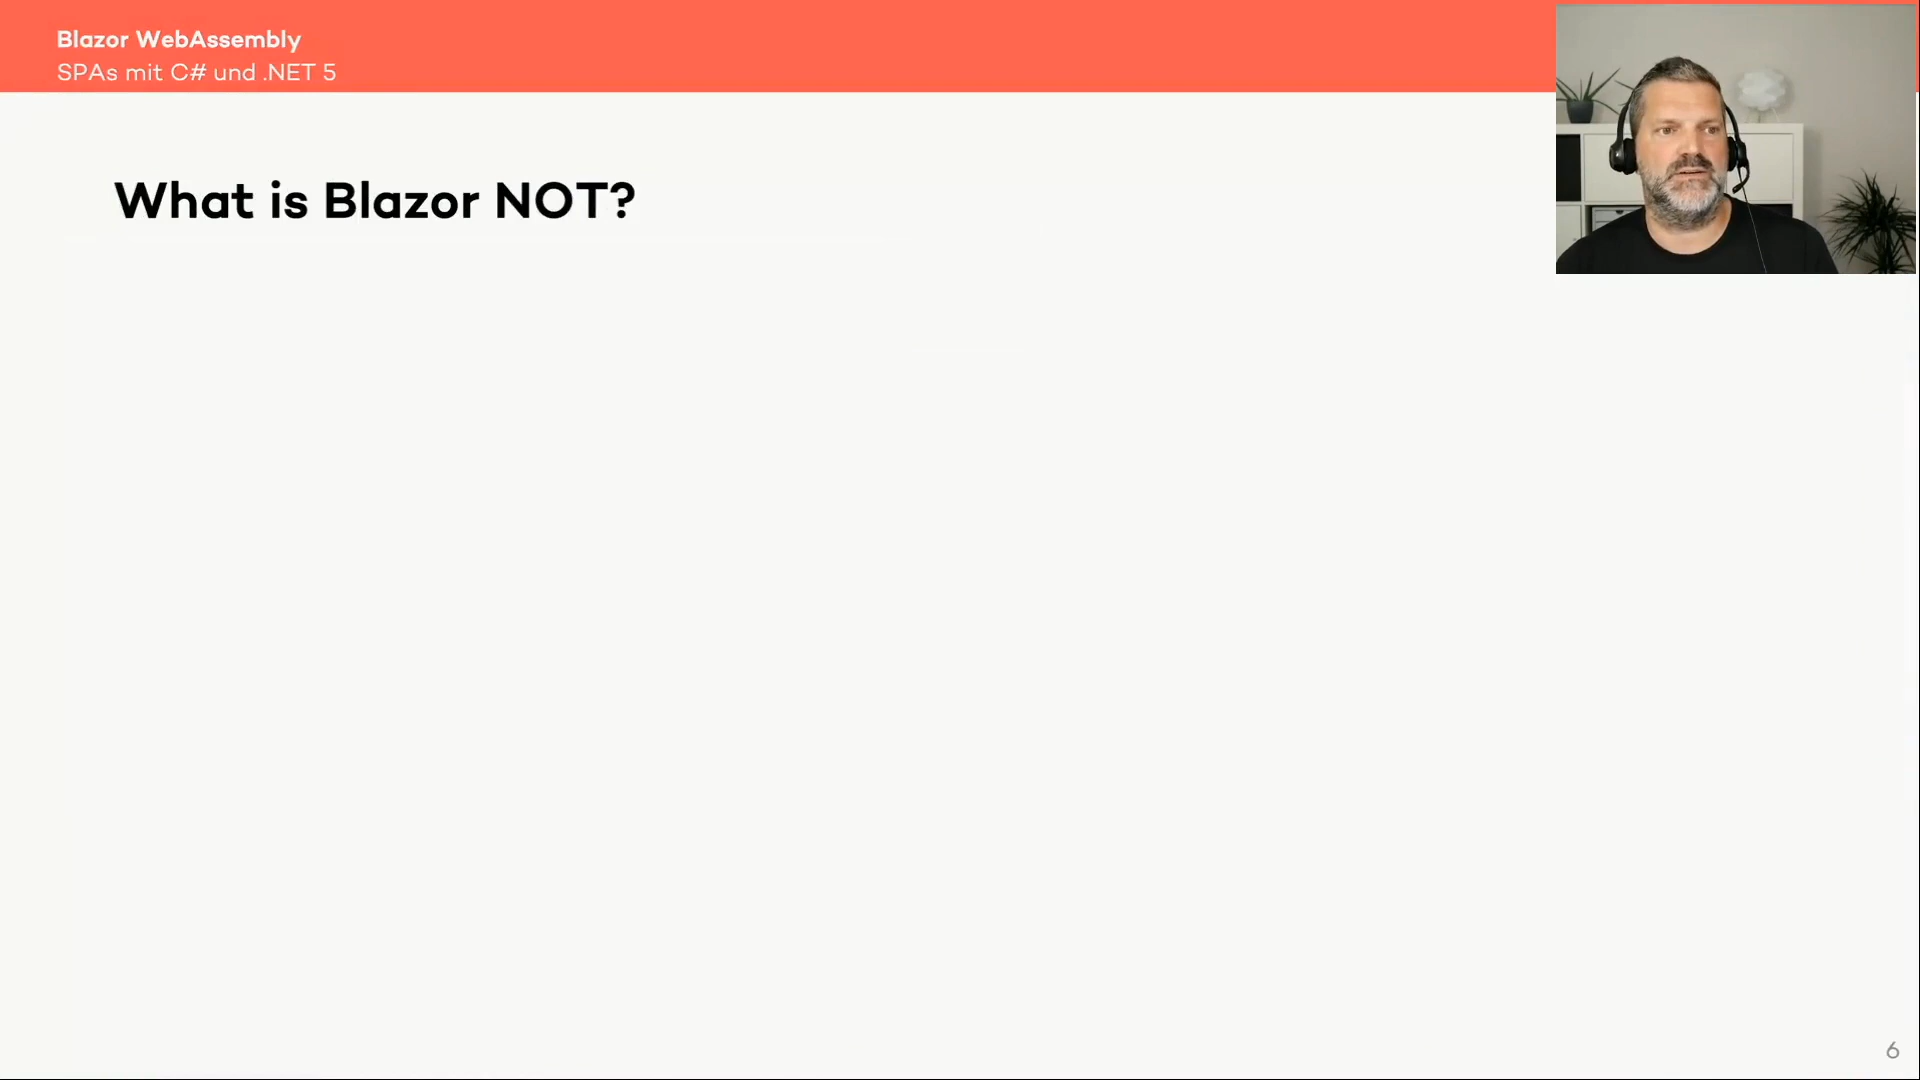 Blazor WebAssembly
SPAs mit C# und .NET 5
What is Blazor NOT?
6